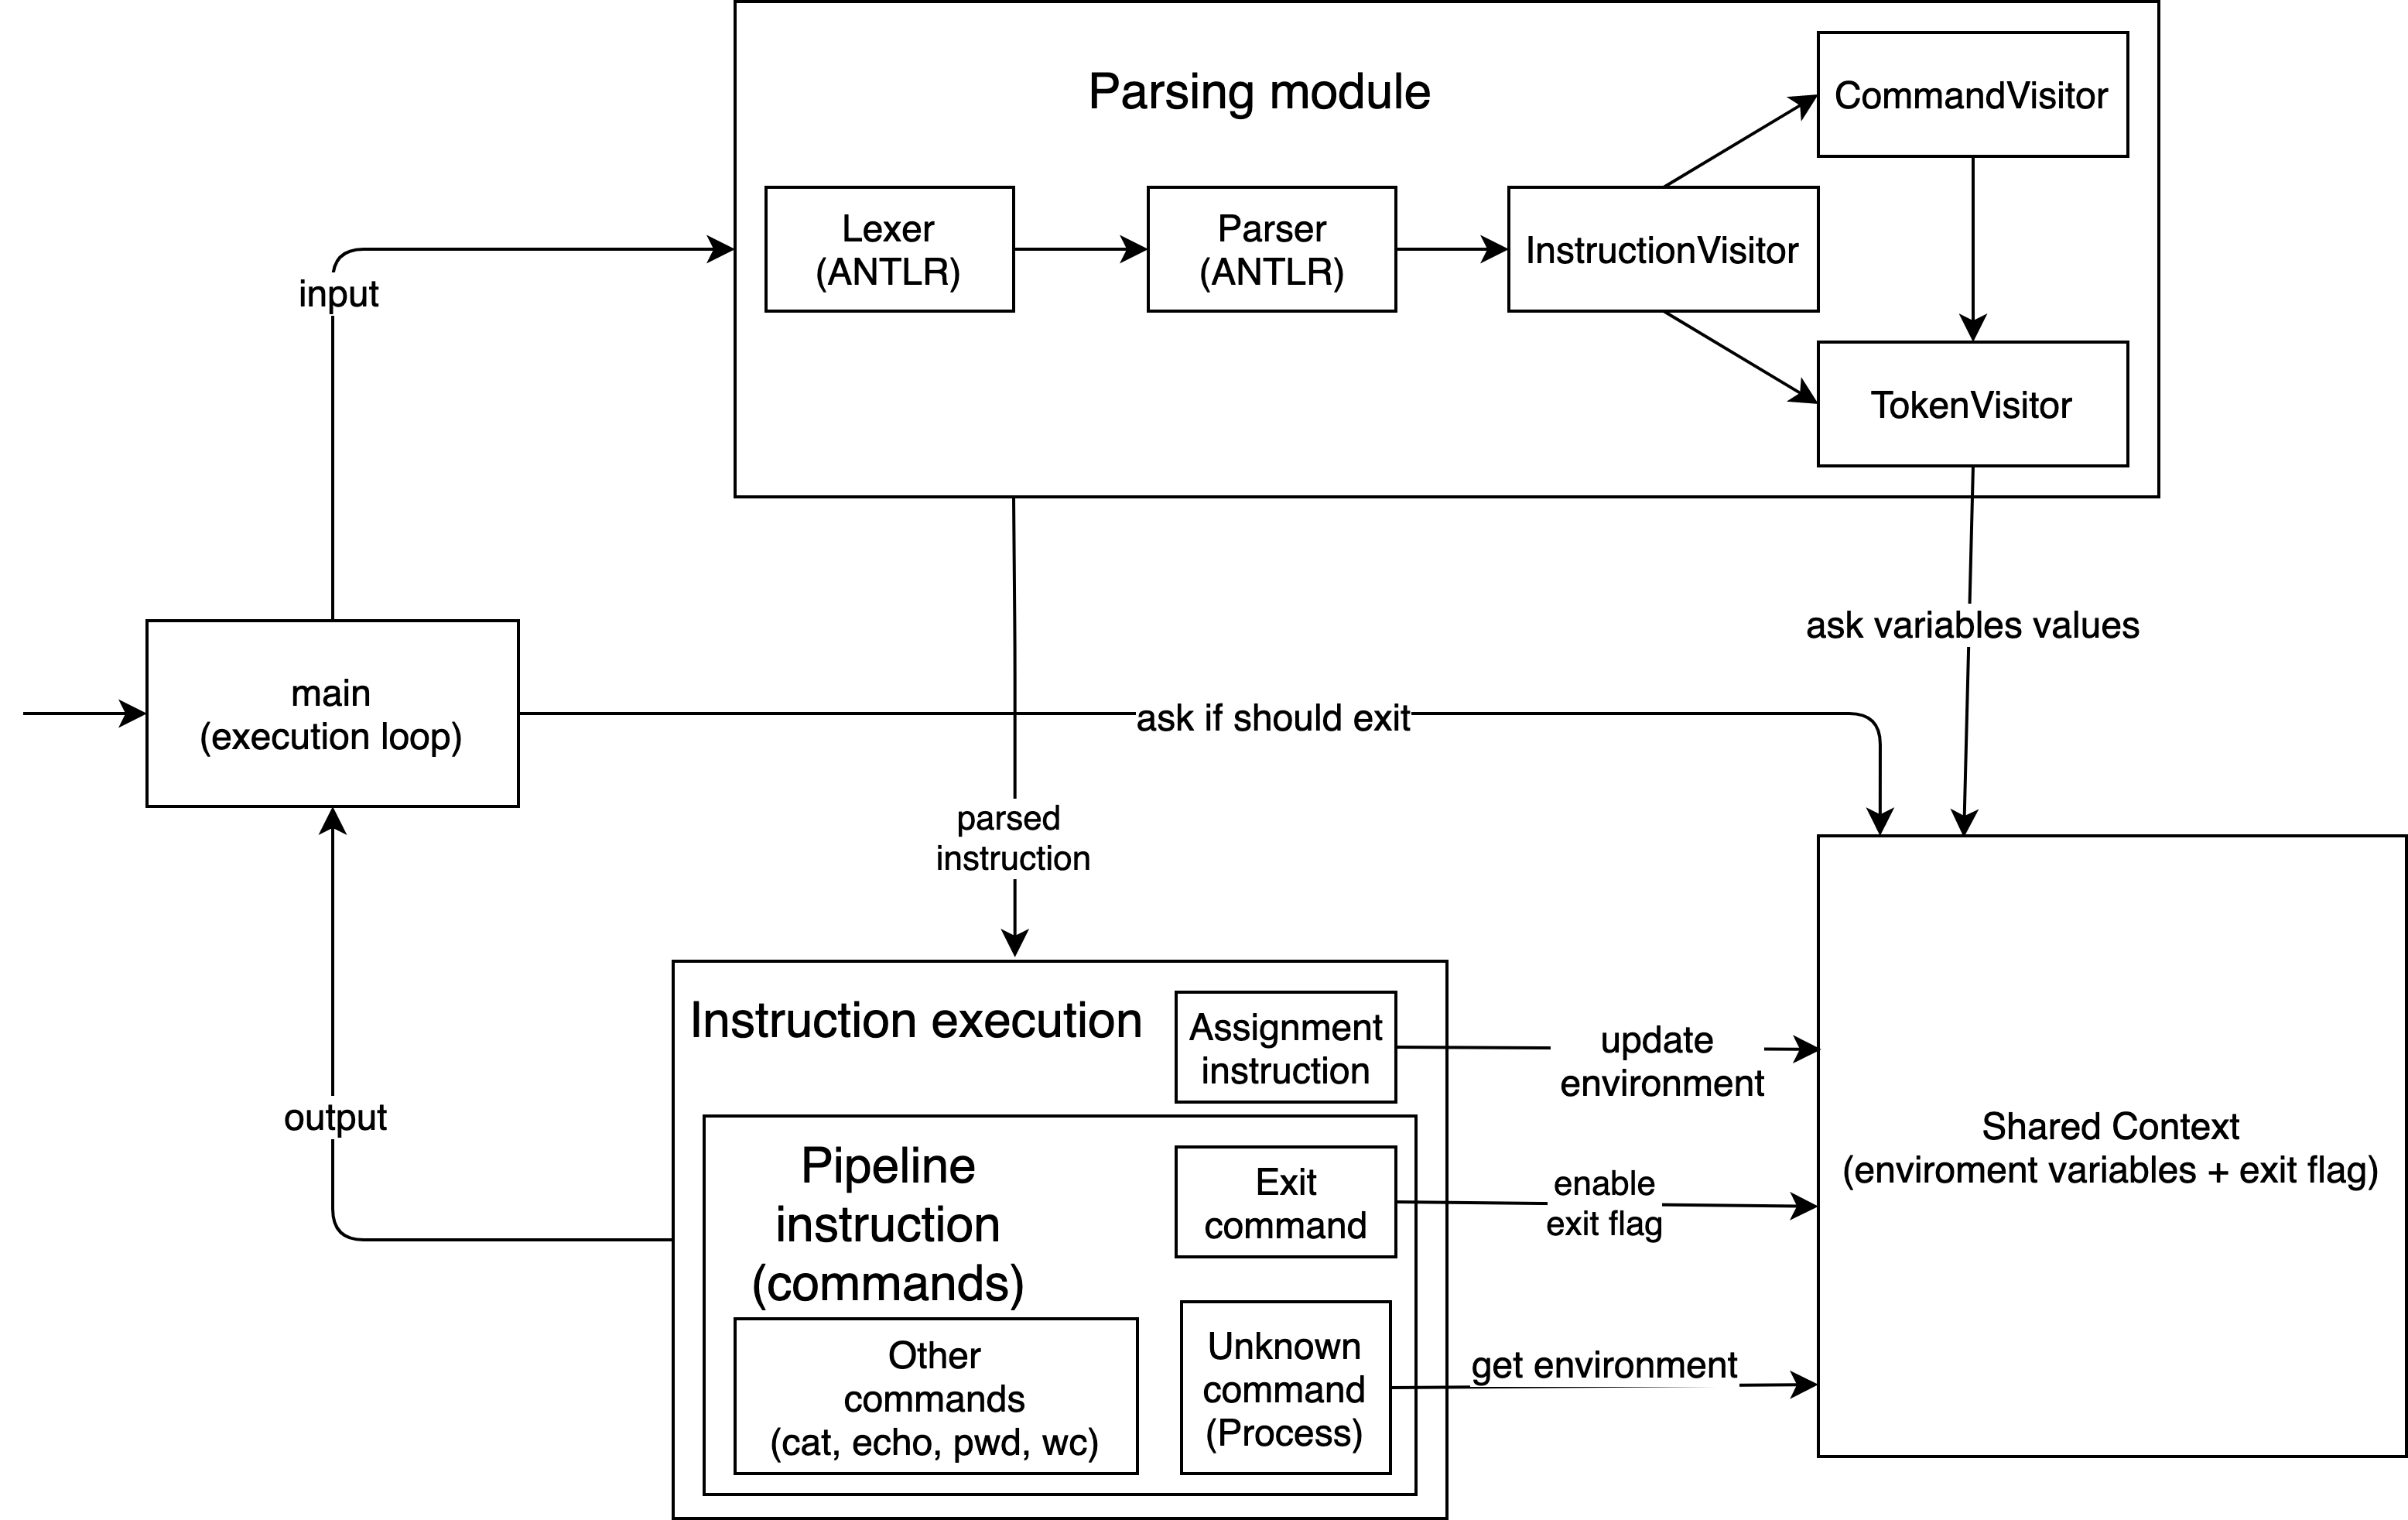 Parsing module
CommandVisitor
Lexer
(ANTLR)
Parser
(ANTLR)
InstructionVisitor
TokenVisitor
input
ask variables values
main
(execution loop)
ask if should exit
parsed
instruction
Instruction execution
Assignment
instruction
update
environment
output
Pipeline
instruction
(commands)
Exit
command
enable
exit flag
Shared Context
(enviroment variables + exit flag)
Other
commands
(cat, echo, pwd, wc)
Unknown
command
(Process)
get environment